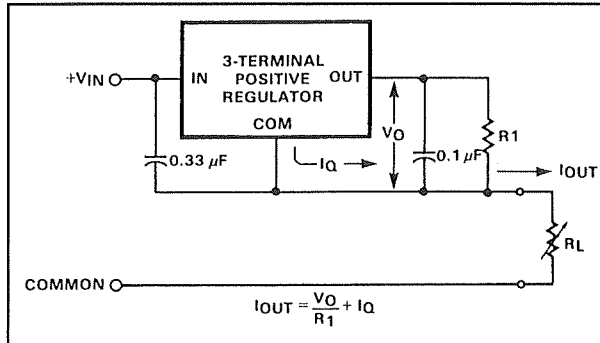 3-TERMINAL
POSITIVE
REGULATOR
+VIN
IN
OUT
COM
VO
R1
0.33 µF
IQ
0.1 µF
IOUT
RL
COMMON
IOUT = VO/R1 + IQ